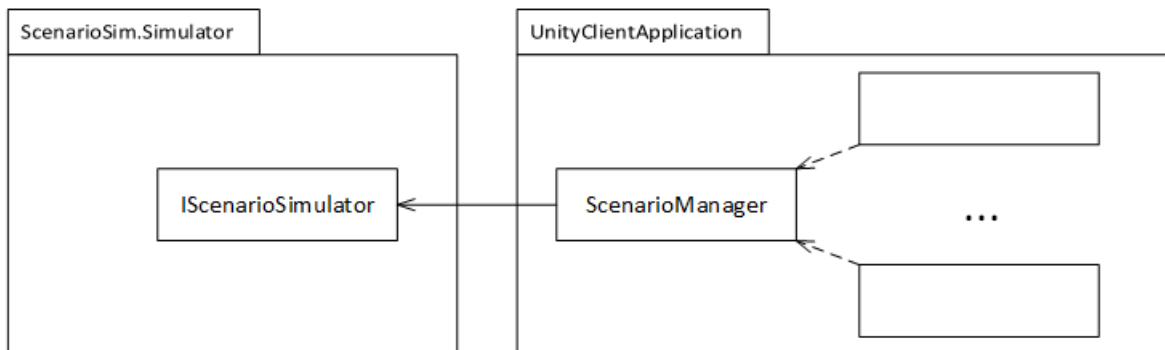 ScenarioSim.Simulator
UnityClientApplication
IScenarioSimulator
ScenarioManager
...